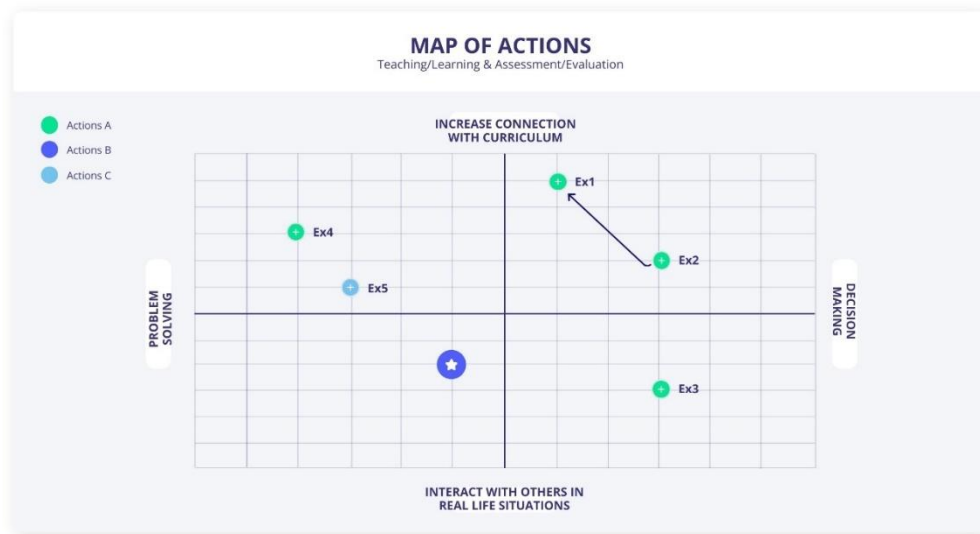 MAP OF ACTIONS
Teaching/Learning & Assessment/Evaluation
Actions A
Actions B
Actions C
INCREASE CONNECTION
WITH CURRICULUM
Ex1
Ex4
Ex2
Ex5
PROBLEM
SOLVING
DECISION
MAKING
Ex3
INTERACT WITH OTHERS IN
REAL LIFE SITUATIONS